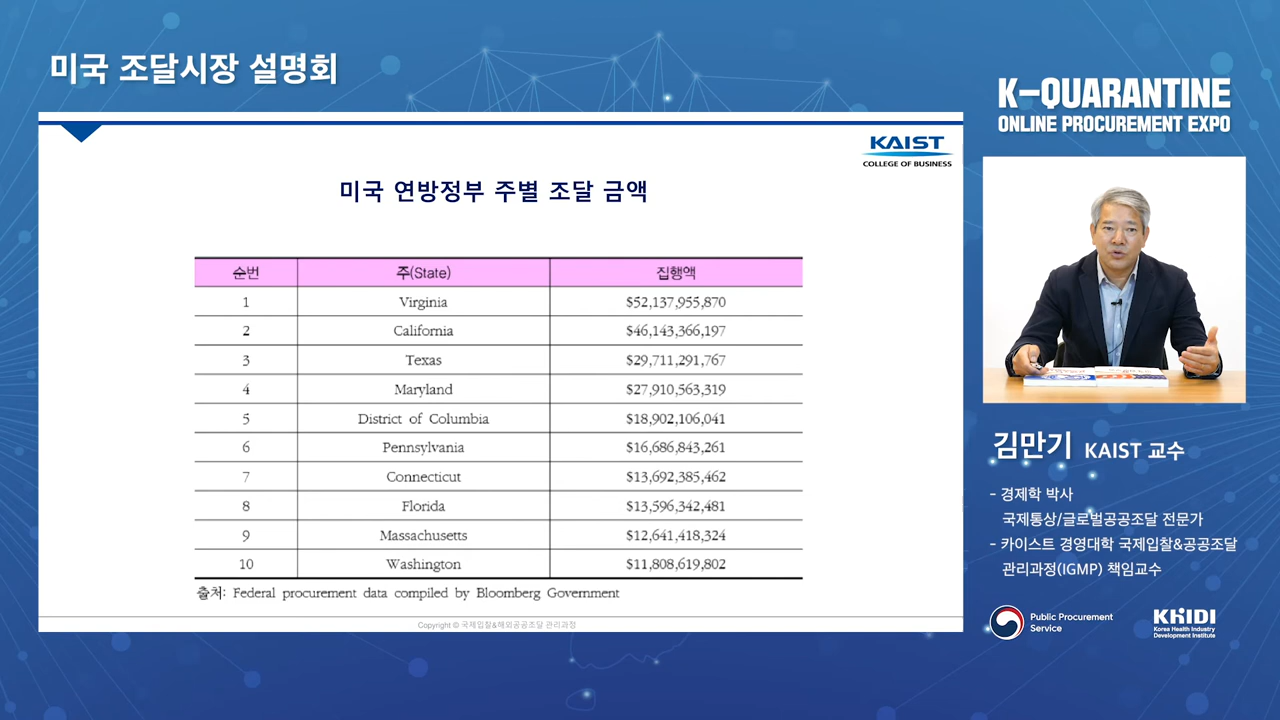 미국 조달시장 설명회
K-QUARANTINE
ONLINE PROCUREMENT EXPO
KAIST
COLLEGE OF BUSINESS
미국 연방정부 주별 조달 금액
순번 주(State) 집행액
1 Virginia $52,137,955,870
2 California $46,143,366,197
3 Texas $29,711,291,767
4 Maryland $27,910,563,319
5 District of Columbia $18,902,106,041
6 Pennsylvania $16,686,843,261
7 Connecticut $13,692,385,462
8 Florida $13,596,342,481
9 Massachusetts $12,641,418,324
10 Washington $11,808,619,802
출처: Federal procurement data compiled by Bloomberg Government
Copyright © 국제입찰&해외공공조달 관리과정
김만기 KAIST 교수
- 경제학 박사
국제통상/글로벌공공조달 전문가
- 카이스트 경영대학 국제입찰&공공조달
관리과정(IGMP) 책임교수
Public Procurement
Service
KHIDI
Korea Health Industry
Development Institute